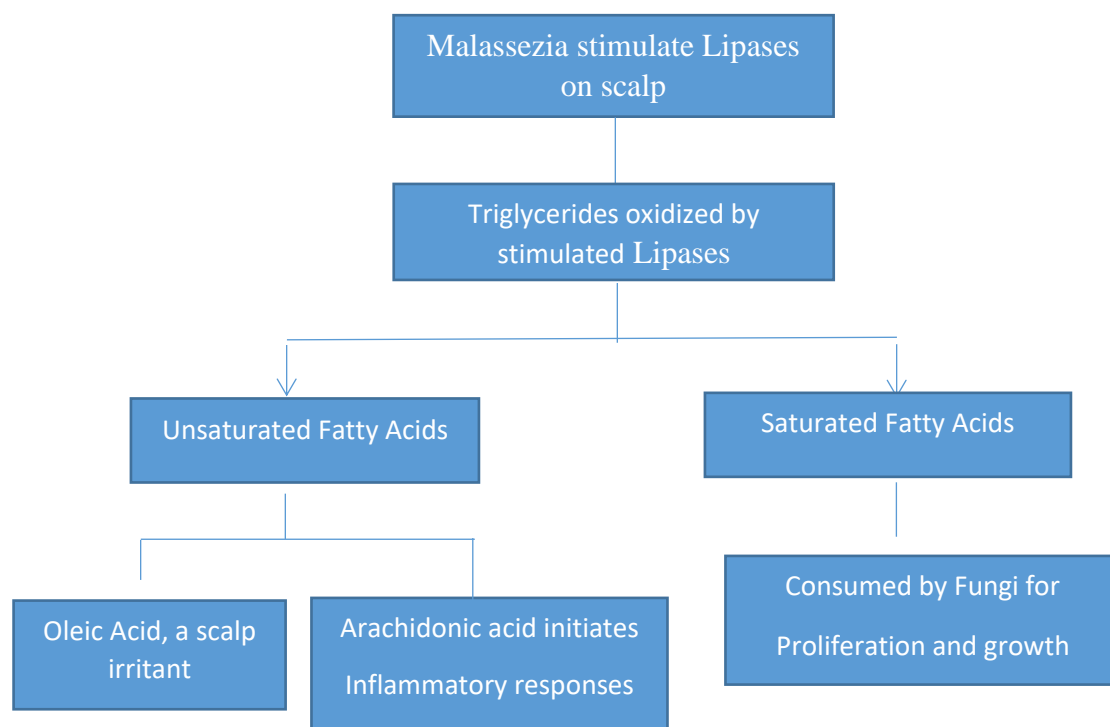 Malassezia stimulate Lipases
on scalp
Triglycerides oxidized by
stimulated Lipases
Unsaturated Fatty Acids
Saturated Fatty Acids
Oleic Acid, a scalp
irritant
Arachidonic acid initiates
Inflammatory responses
Consumed by Fungi for
Proliferation and growth